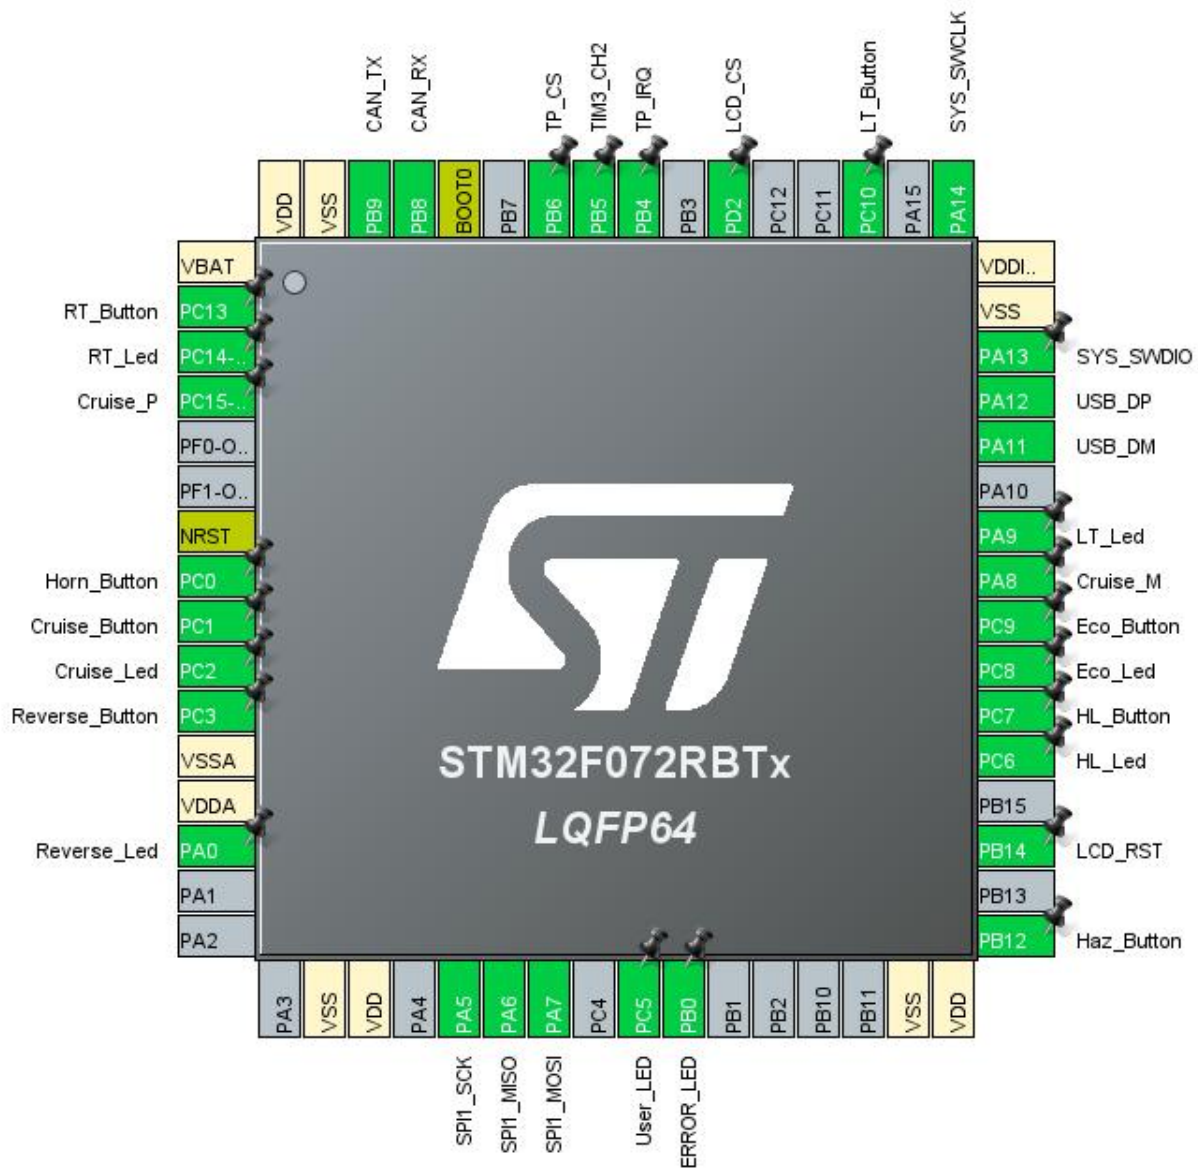 CAN_TX
CAN_RX
TP_CS
TIM3_CH2
TP_IRQ
LCD_CS
LT_Button
SYS_SWCLK
VDD
VSS
PB9
PB8
BOOT0
PB7
PB6
PB5
PB4
PB3
PD2
PC12
PC11
PC10
PA15
PA14
VBAT
RT_Button PC13
RT_Led PC14-..
Cruise_P PC15-..
PF0-O..
PF1-O..
NRST
Horn_Button PC0
Cruise_Button PC1
Cruise_Led PC2
Reverse_Button PC3
VSSA
VDDA
Reverse_Led PA0
PA1
PA2
STM32F072RBTx
LQFP64
VDDI..
VSS
PA13 SYS_SWDIO
PA12 USB_DP
PA11 USB_DM
PA10
PA9 LT_Led
PA8 Cruise_M
PC9 Eco_Button
PC8 Eco_Led
PC7 HL_Button
PC6 HL_Led
PB15
PB14 LCD_RST
PB13
PB12 Haz_Button
PA3
VSS
VDD
PA4
PA5
PA6
PA7
PC4
PC5
PB0
PB1
PB2
PB10
PB11
VSS
VDD
SPI1_SCK
SPI1_MISO
SPI1_MOSI
User_LED
ERROR_LED